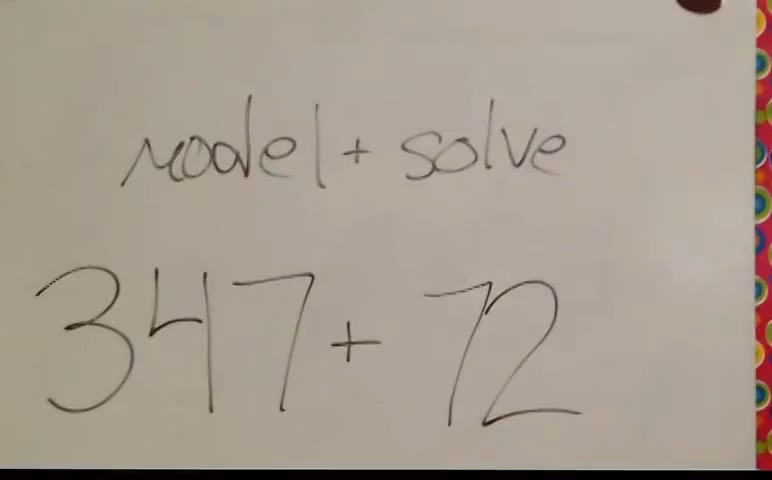 model + solve
347 + 72